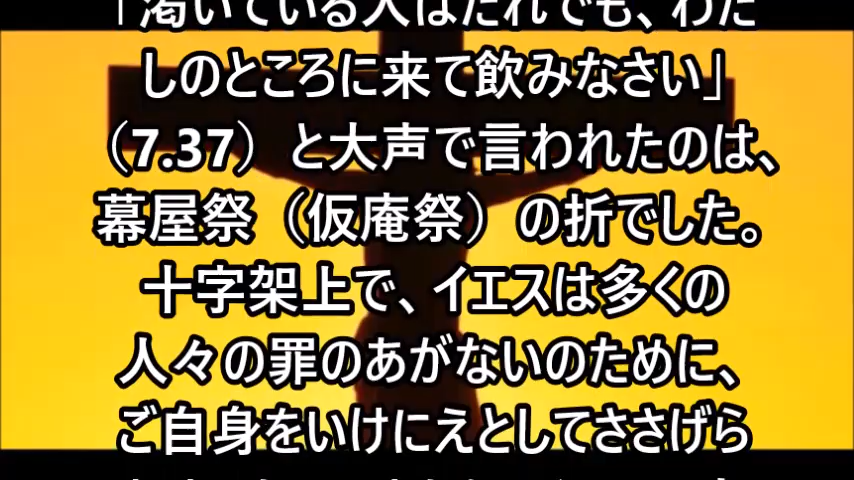 「渇いている人はだれでも、わた
しのところに来て飲みなさい」
（7.37）と大声で言われたのは、
幕屋祭（仮庵祭）の折でした。
十字架上で、イエスは多くの
人々の罪のあがないのために、
ご自身をいけにえとしてささげら